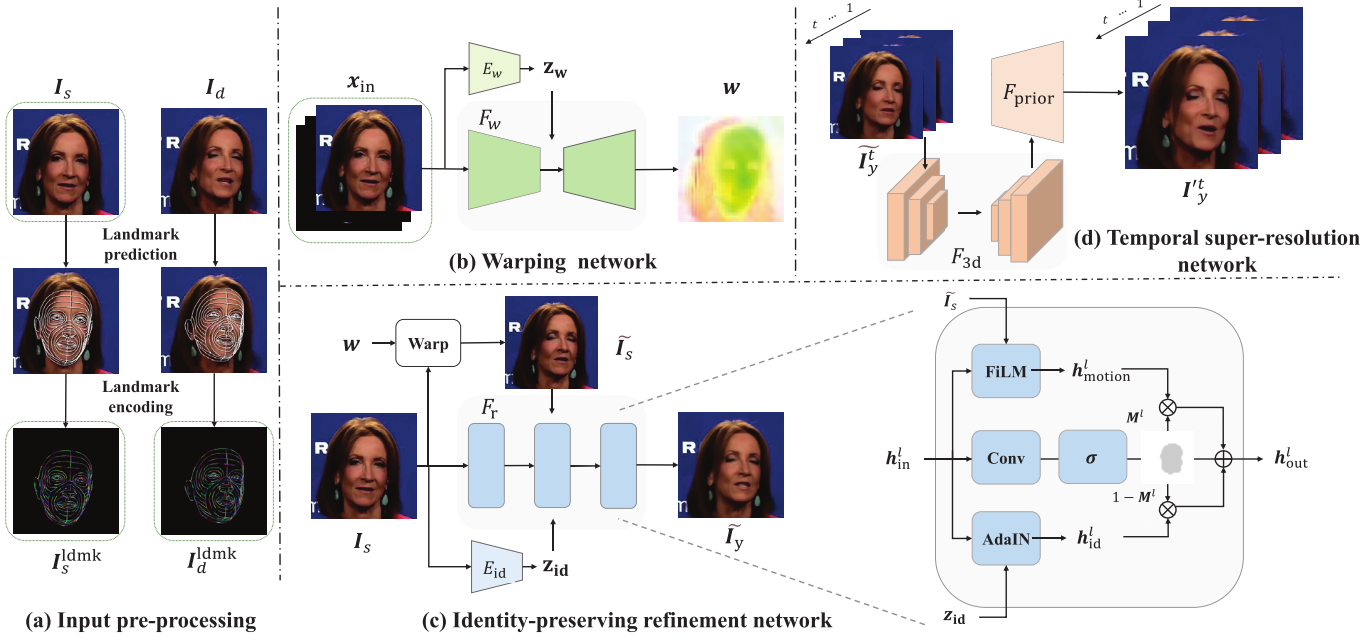 I_s
I_d
Landmark
prediction
Landmark
encoding
I_s^ldmk
I_d^ldmk
(a) Input pre-processing
x_in
E_w
z_w
F_w
w
(b) Warping network
t ... 1
Ĩ_y^t
F_3d
F_prior
t ... 1
I'_y^t
(d) Temporal super-resolution
network
w
Warp
Ĩ_s
F_r
I_s
E_id
z_id
Ĩ_y
(c) Identity-preserving refinement network
Ĩ_s
FiLM
h_motion^l
M^l
h_in^l
Conv
σ
1 − M^l
h_out^l
AdaIN
h_id^l
z_id